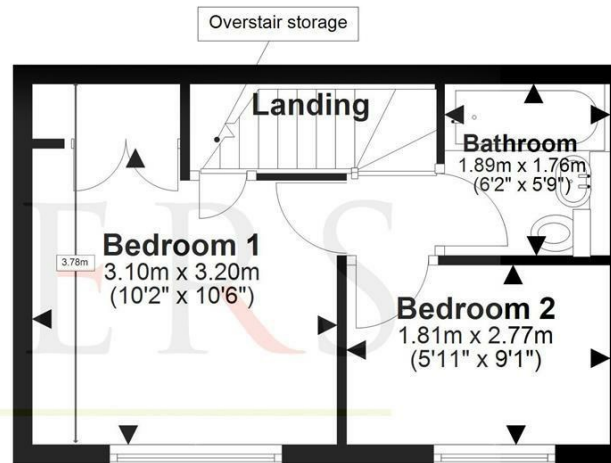 Overstair storage
Landing
Bathroom
1.89m x 1.76m
(6'2" x 5'9")
Bedroom 1
3.10m x 3.20m
(10'2" x 10'6")
3.78m
Bedroom 2
1.81m x 2.77m
(5'11" x 9'1")
ERS